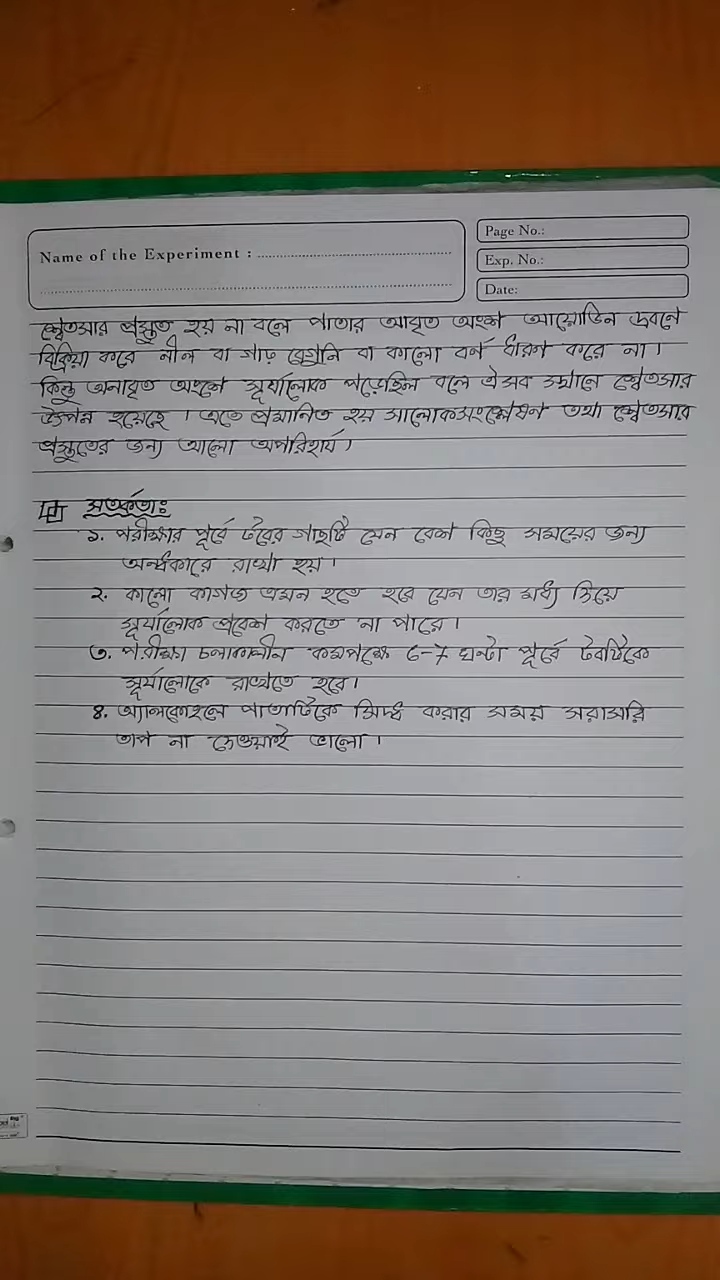 Name of the Experiment :
Page No.:
Exp. No.:
Date:
শ্বেতসার প্রস্তুত হয় না বলে পাতার আবৃত অংশ আয়োডিন দ্রবণে
বিক্রিয়া করে নীল বা গাঢ় বেগুনি বা কালো বর্ণ ধারণ করে না।
কিন্তু অনাবৃত অংশে সূর্যালোক পড়েছিল বলে ঐসব স্থানে শ্বেতসার
উৎপন্ন হয়েছে। এতে প্রমানিত হয় সালোকসংশ্লেষণ তথা শ্বেতসার
প্রস্তুতের জন্য আলো অপরিহার্য।
সতর্কতাঃ
১. পরীক্ষার পূর্বে টবের গাছটি যেন বেশ কিছু সময়ের জন্য
অন্ধকারে রাখা হয়।
২. কালো কাগজ এমন হতে হবে যেন তার মধ্য দিয়ে
সূর্যালোক প্রবেশ করতে না পারে।
৩. পরীক্ষা চলাকালীন কমপক্ষে ৬-৭ ঘন্টা পূর্বে টবটিকে
সূর্যালোকে রাখতে হবে।
৪. অ্যালকোহলে পাতাটিকে সিদ্ধ করার সময় সরাসরি
তাপ না দেওয়াই ভালো।